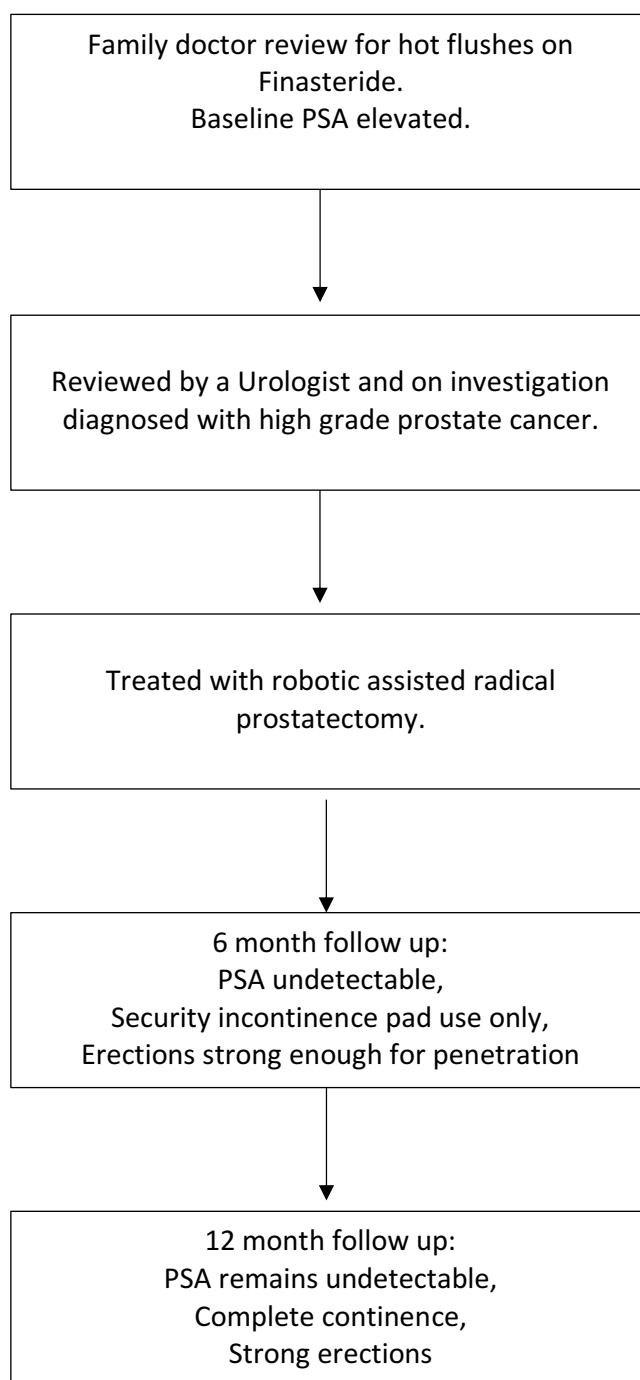 Family doctor review for hot flushes on
Finasteride.
Baseline PSA elevated.
Reviewed by a Urologist and on investigation
diagnosed with high grade prostate cancer.
Treated with robotic assisted radical
prostatectomy.
6 month follow up:
PSA undetectable,
Security incontinence pad use only,
Erections strong enough for penetration
12 month follow up:
PSA remains undetectable,
Complete continence,
Strong erections